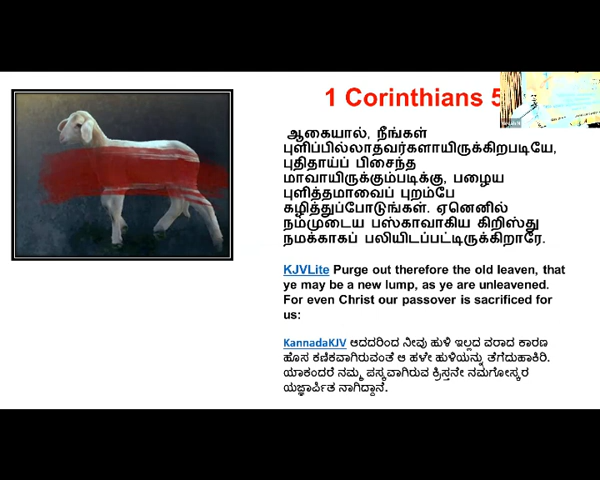 1 Corinthians 5
ஆகையால், நீங்கள்
புளிப்பில்லாதவர்களாயிருக்கிறபடியே,
புதிதாய்ப் பிசைந்த
மாவாயிருக்கும்படிக்கு, பழைய
புளித்தமாவைப் புறம்பே
கழித்துப்போடுங்கள். ஏனெனில்
நம்முடைய பஸ்காவாகிய கிறிஸ்து
நமக்காகப் பலியிடப்பட்டிருக்கிறாரே.
KJVLite Purge out therefore the old leaven, that
ye may be a new lump, as ye are unleavened.
For even Christ our passover is sacrificed for
us:
KannadaKJV ಆದದರಿಂದ ನೀವು ಹುಳಿ ಇಲ್ಲದ ವರಾದ ಕಾರಣ
ಹೊಸ ಕಣಿಕವಾಗಿರುವಂತೆ ಆ ಹಳೇ ಹುಳಿಯನ್ನು ತೆಗೆದುಹಾಕಿರಿ.
ಯಾಕಂದರೆ ನಮ್ಮ ಪಸ್ಕವಾಗಿರುವ ಕ್ರಿಸ್ತನೇ ನಮಗೋಸ್ಕರ
ಯಜ್ಞಾರ್ಪಿತ ನಾಗಿದ್ದಾನೆ.